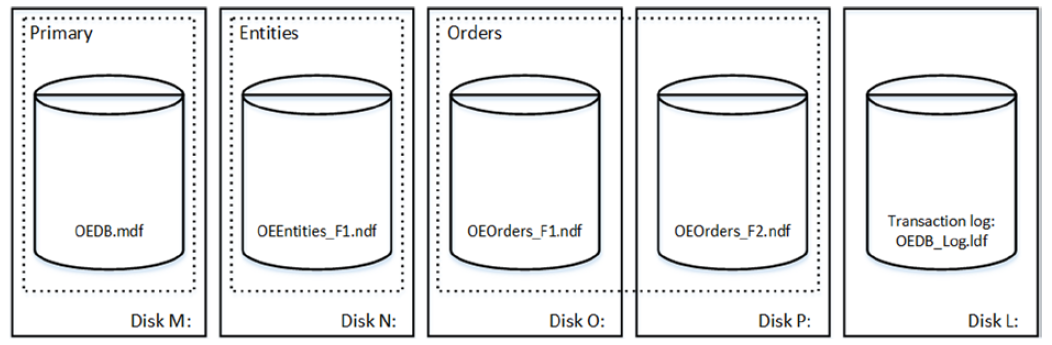 Primary
OEDB.mdf
Disk M:
Entities
OEEntities_F1.ndf
Disk N:
Orders
OEOrders_F1.ndf
Disk O:
OEOrders_F2.ndf
Disk P:
Transaction log:
OEDB_Log.ldf
Disk L: